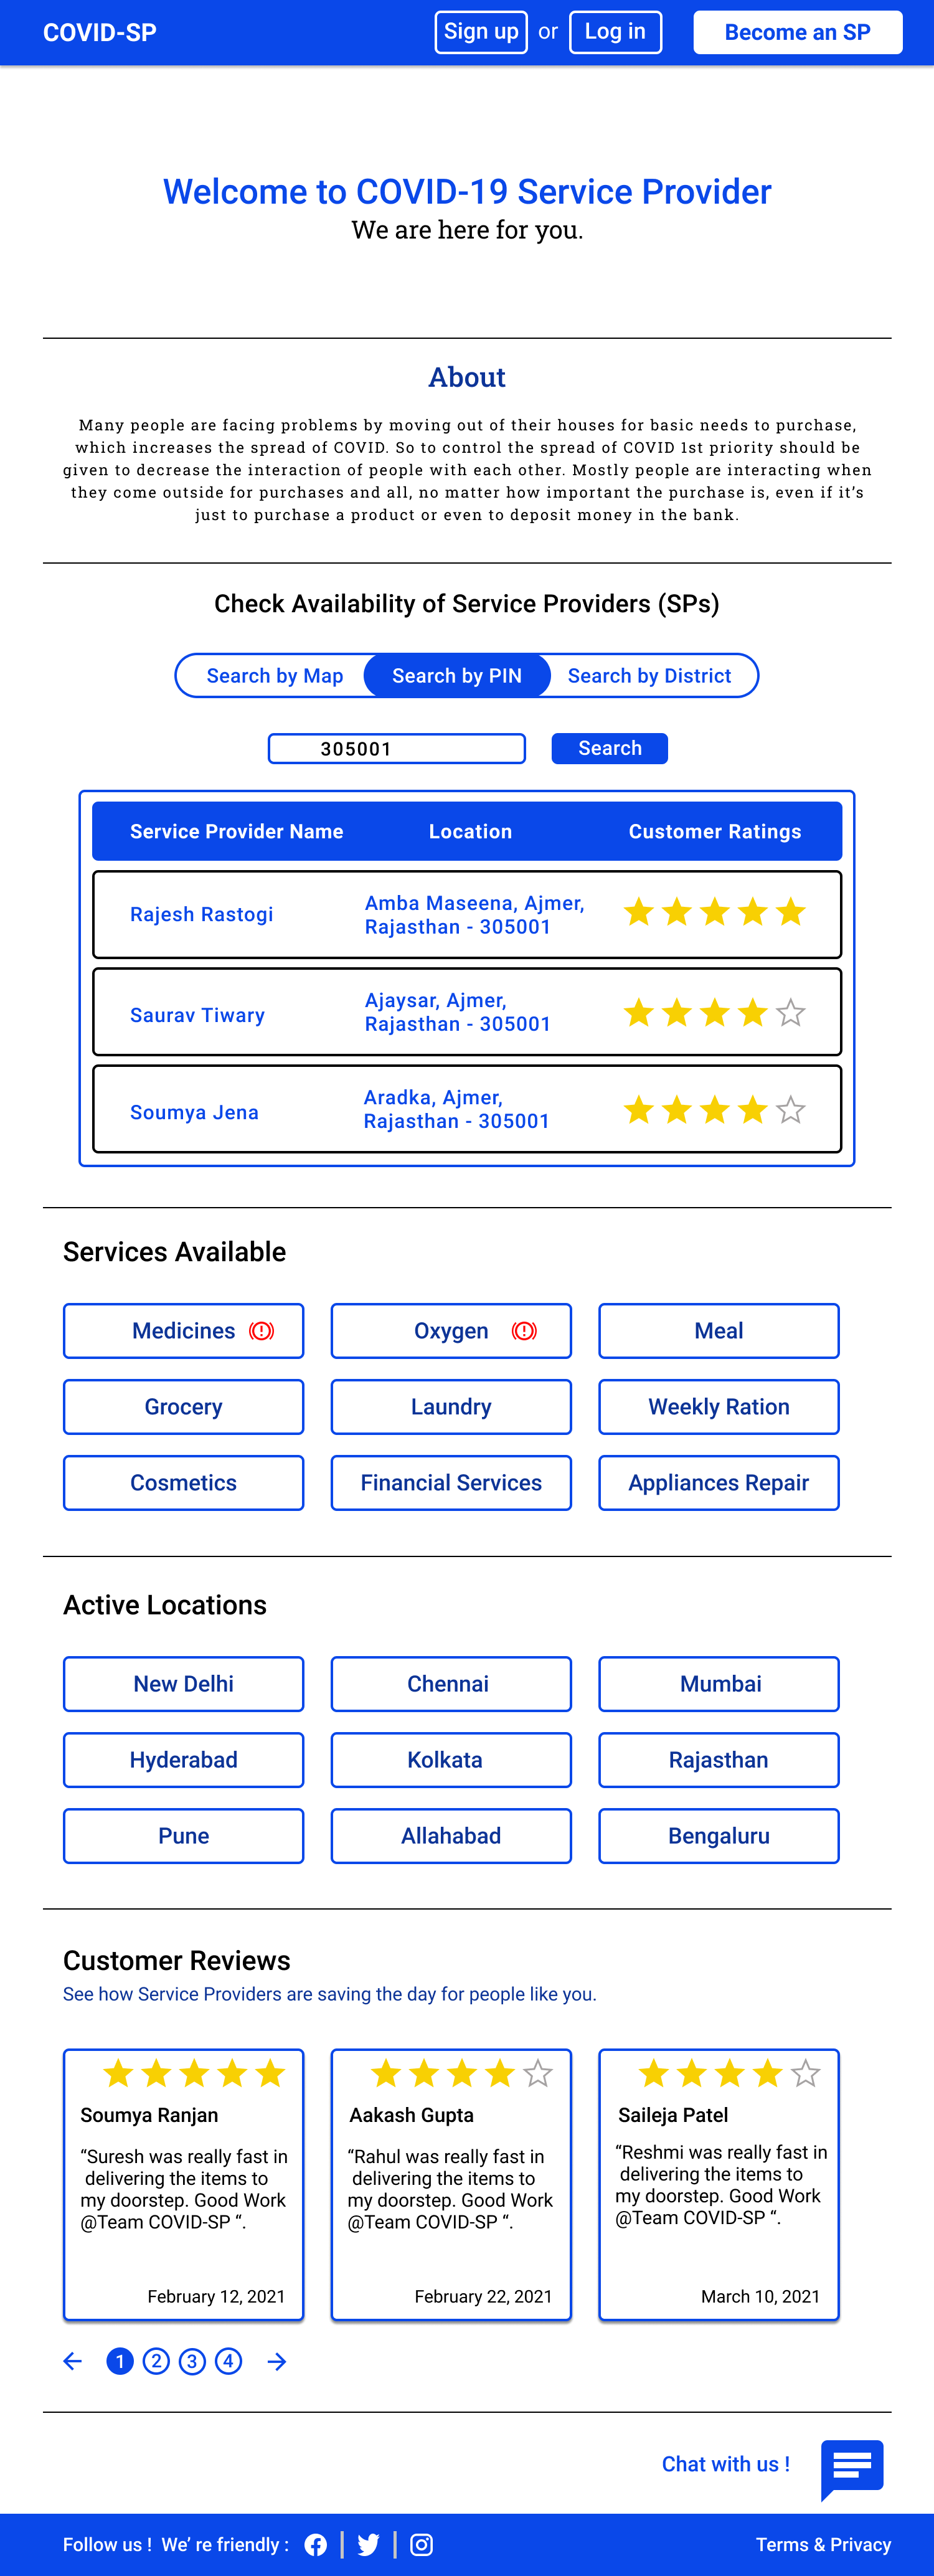 COVID-SP
Sign up or Log in
Become an SP
Welcome to COVID-19 Service Provider
We are here for you.
About
Many people are facing problems by moving out of their houses for basic needs to purchase,
which increases the spread of COVID. So to control the spread of COVID 1st priority should be
given to decrease the interaction of people with each other. Mostly people are interacting when
they come outside for purchases and all, no matter how important the purchase is, even if it’s
just to purchase a product or even to deposit money in the bank.
Check Availability of Service Providers (SPs)
Search by Map Search by PIN Search by District
305001 Search
Service Provider Name Location Customer Ratings
Rajesh Rastogi
Amba Maseena, Ajmer,
Rajasthan - 305001
Saurav Tiwary
Ajaysar, Ajmer,
Rajasthan - 305001
Soumya Jena
Aradka, Ajmer,
Rajasthan - 305001
Services Available
Medicines Oxygen Meal
Grocery Laundry Weekly Ration
Cosmetics Financial Services Appliances Repair
Active Locations
New Delhi Chennai Mumbai
Hyderabad Kolkata Rajasthan
Pune Allahabad Bengaluru
Customer Reviews
See how Service Providers are saving the day for people like you.
Soumya Ranjan
“Suresh was really fast in
delivering the items to
my doorstep. Good Work
@Team COVID-SP “.
February 12, 2021
Aakash Gupta
“Rahul was really fast in
delivering the items to
my doorstep. Good Work
@Team COVID-SP “.
February 22, 2021
Saileja Patel
“Reshmi was really fast in
delivering the items to
my doorstep. Good Work
@Team COVID-SP “.
March 10, 2021
1 2 3 4
Chat with us !
Follow us ! We’ re friendly :
Terms & Privacy